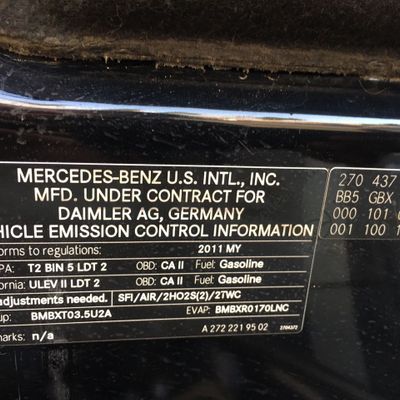 MERCEDES-BENZ U.S. INTL., INC.
MFD. UNDER CONTRACT FOR
DAIMLER AG, GERMANY
HICLE EMISSION CONTROL INFORMATION
orms to regulations: 2011 MY
PA: T2 BIN 5 LDT 2 OBD: CA II Fuel: Gasoline
ornia: ULEV II LDT 2 OBD: CA II Fuel: Gasoline
adjustments needed. SFI/AIR/2HO2S(2)/2TWC
up: BMBXT03.5U2A EVAP: BMBXR0170LNC
arks: n/a A 272 221 95 02
270 437
BB5 GBX
000 101
001 100 1